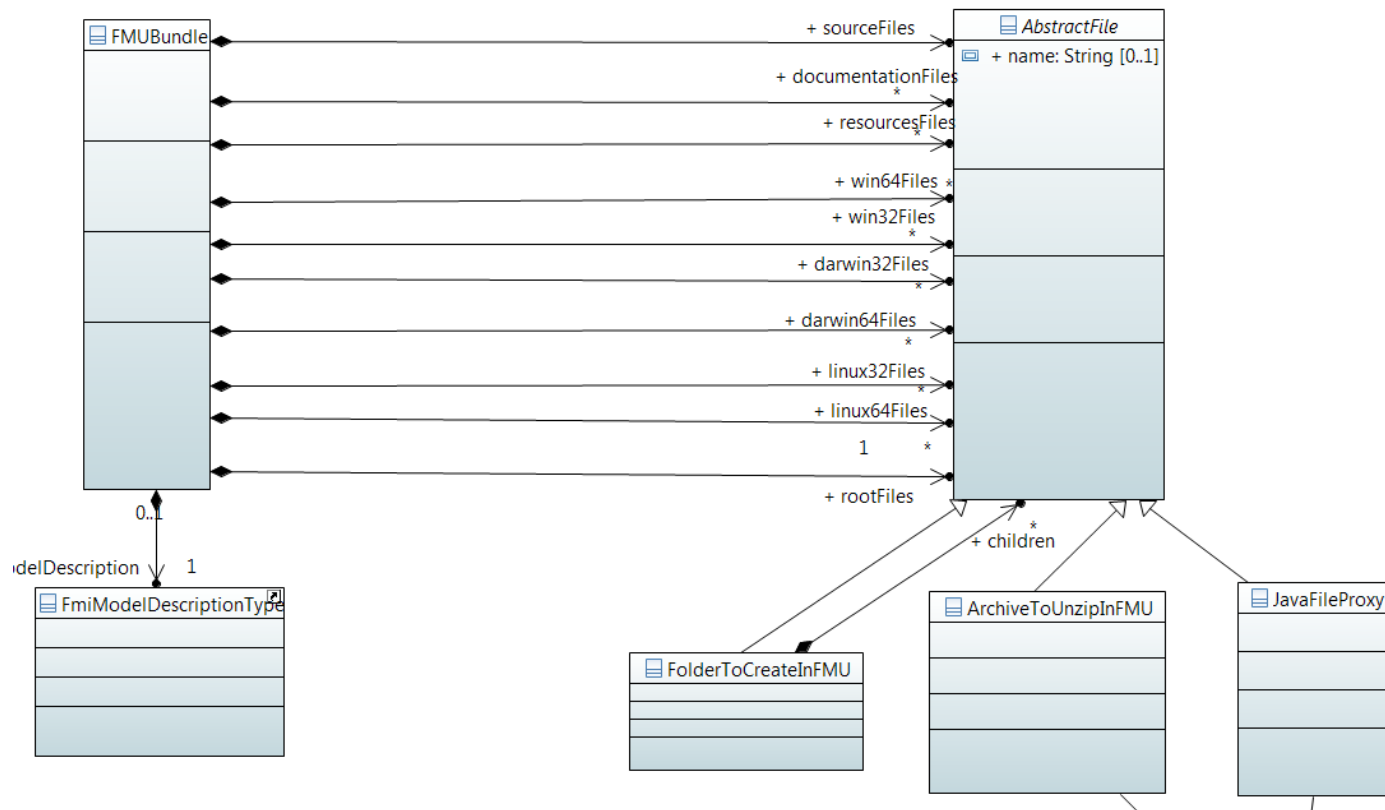 FMUBundle
AbstractFile
+ name: String [0..1]
+ sourceFiles
+ documentationFiles
*
+ resourcesFiles
*
+ win64Files
*
+ win32Files
*
+ darwin32Files
*
+ darwin64Files
*
+ linux32Files
*
+ linux64Files
1
*
+ rootFiles
0..1
*
+ children
odelDescription
1
FmiModelDescriptionType
FolderToCreateInFMU
ArchiveToUnzipInFMU
JavaFileProxy